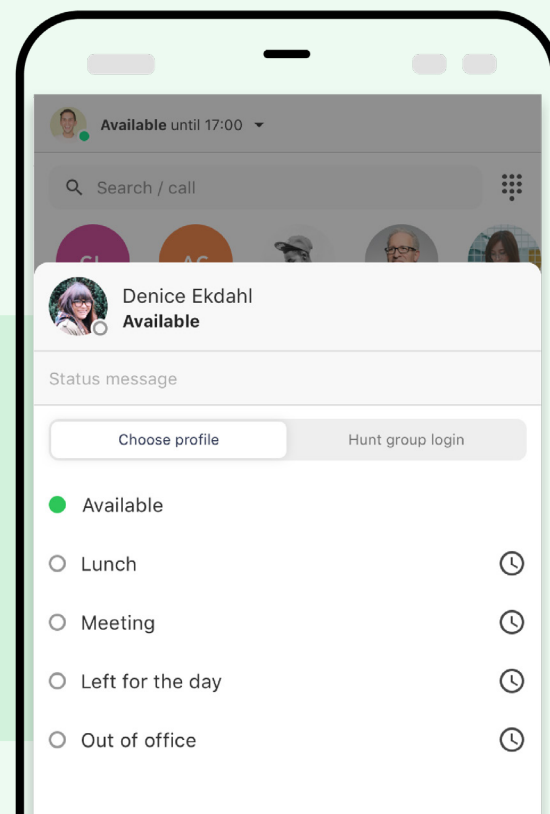 Available until 17:00
Search / call
Denice Ekdahl
Available
Status message
Choose profile
Hunt group login
Available
Lunch
Meeting
Left for the day
Out of office